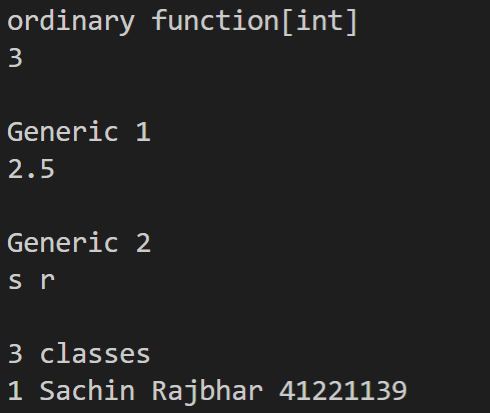 ordinary function[int]
3
Generic 1
2.5
Generic 2
s r
3 classes
1 Sachin Rajbhar 41221139